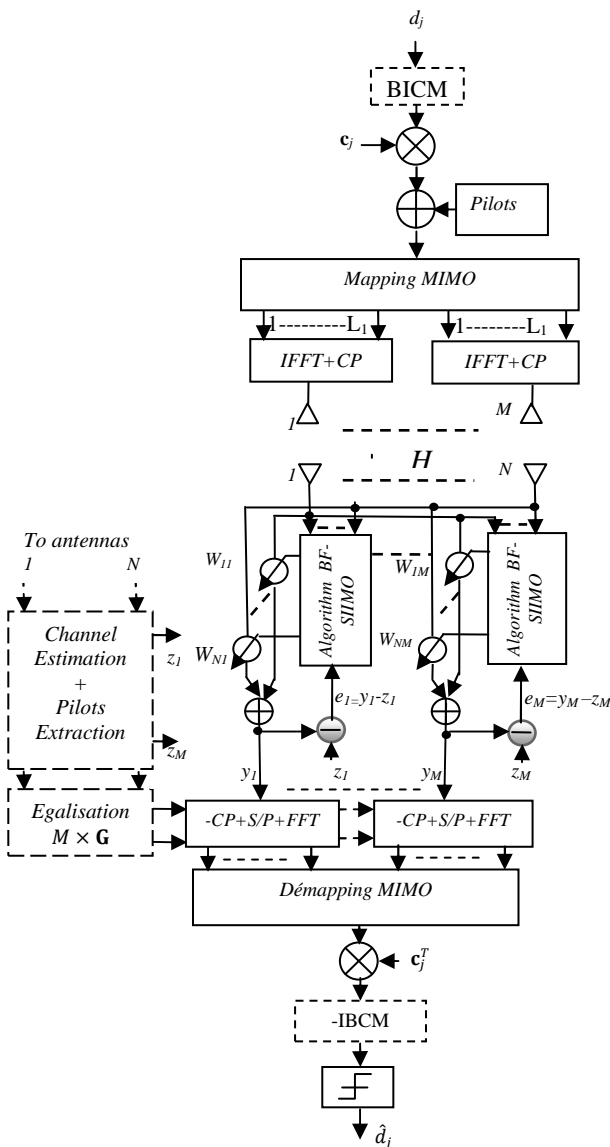 d_j
BICM
c_j
Pilots
Mapping MIMO
1---------L_1
1-------L_1
IFFT+CP
IFFT+CP
1
M
1
H
N
To antennas
1
N
W_11
Algorithm BF-
SIIMO
W_1M
Algorithm BF-
SIIMO
Channel
Estimation
+
Pilots
Extraction
z_1
z_M
W_N1
W_NM
e_1=y_1-z_1
e_M=y_M−z_M
y_1
z_1
y_M
z_M
Egalisation
M × G
-CP+S/P+FFT
-CP+S/P+FFT
Démapping MIMO
c_j^T
-IBCM
d̂_j